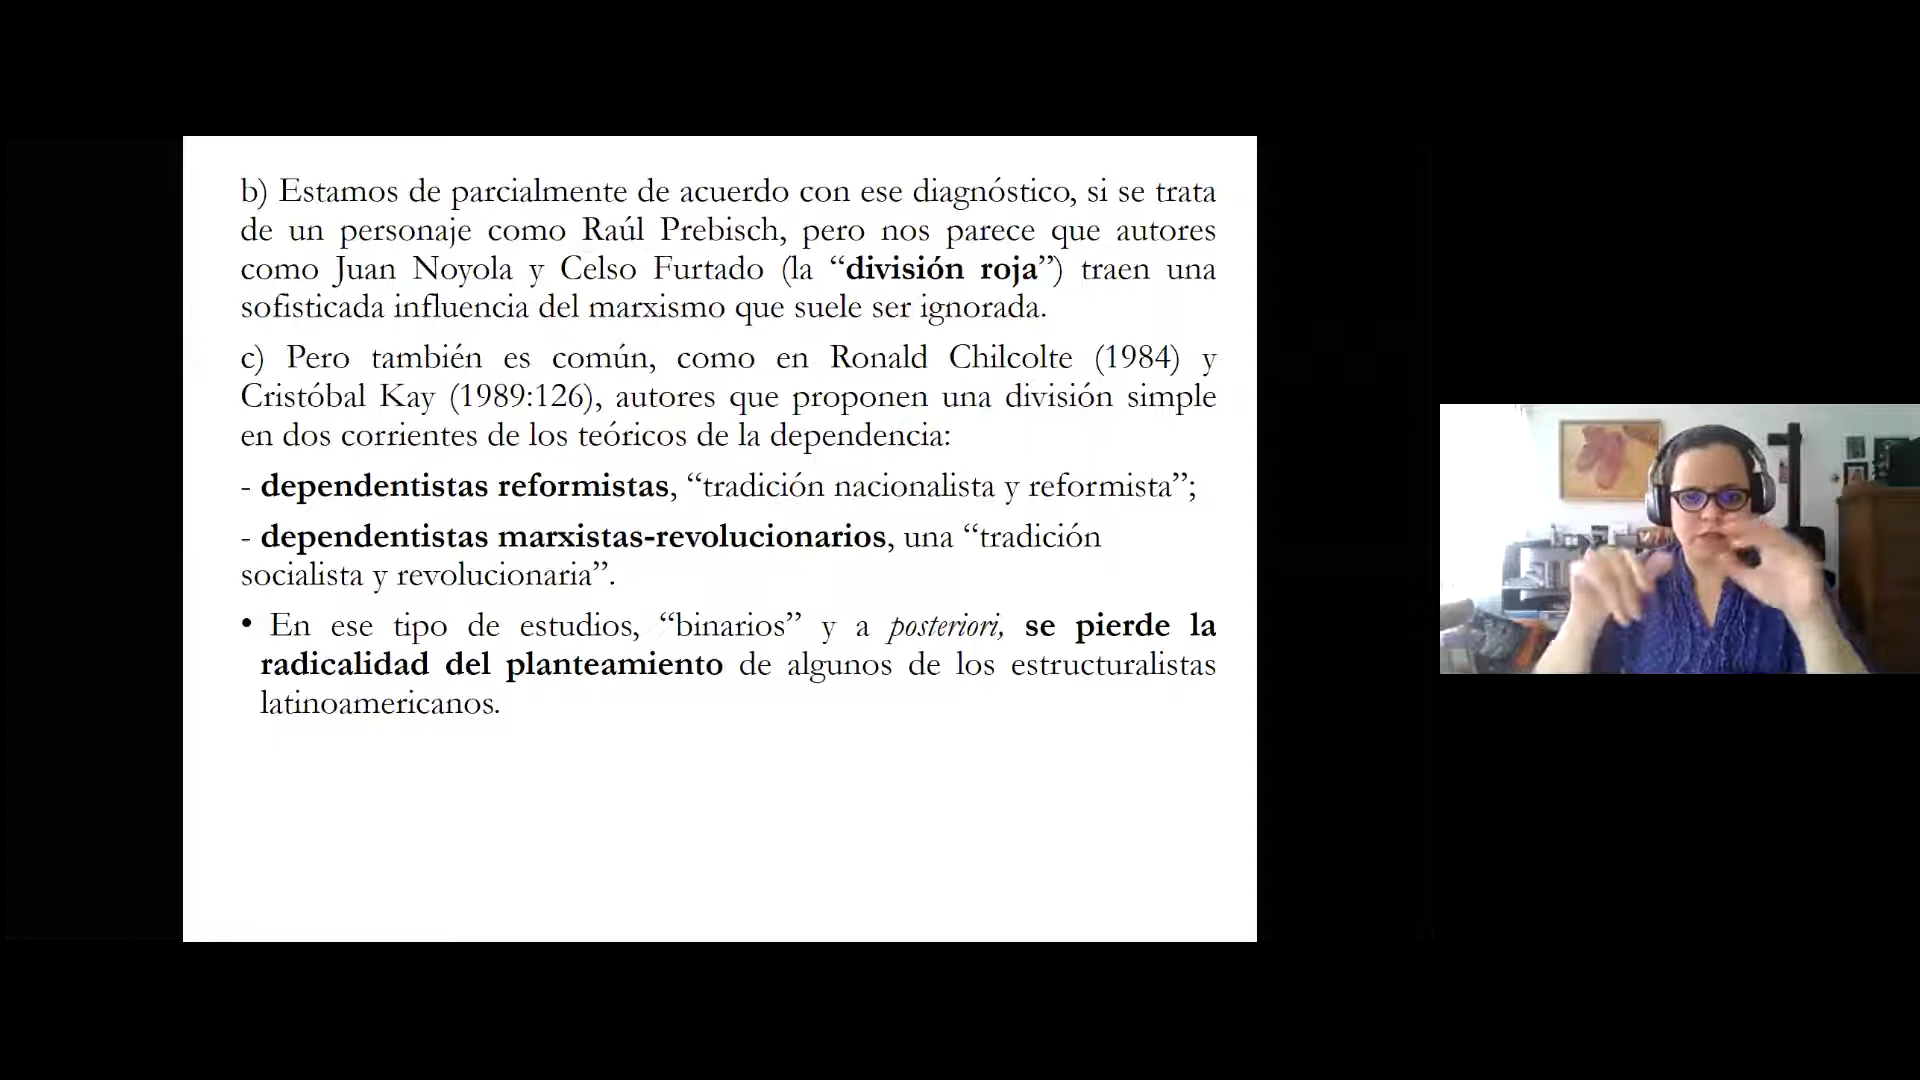 b) Estamos de parcialmente de acuerdo con ese diagnóstico, si se trata
de un personaje como Raúl Prebisch, pero nos parece que autores
como Juan Noyola y Celso Furtado (la “división roja”) traen una
sofisticada influencia del marxismo que suele ser ignorada.
c) Pero también es común, como en Ronald Chilcolte (1984) y
Cristóbal Kay (1989:126), autores que proponen una división simple
en dos corrientes de los teóricos de la dependencia:
- dependentistas reformistas, “tradición nacionalista y reformista”;
- dependentistas marxistas-revolucionarios, una “tradición
socialista y revolucionaria”.
• En ese tipo de estudios, “binarios” y a posteriori, se pierde la
radicalidad del planteamiento de algunos de los estructuralistas
latinoamericanos.